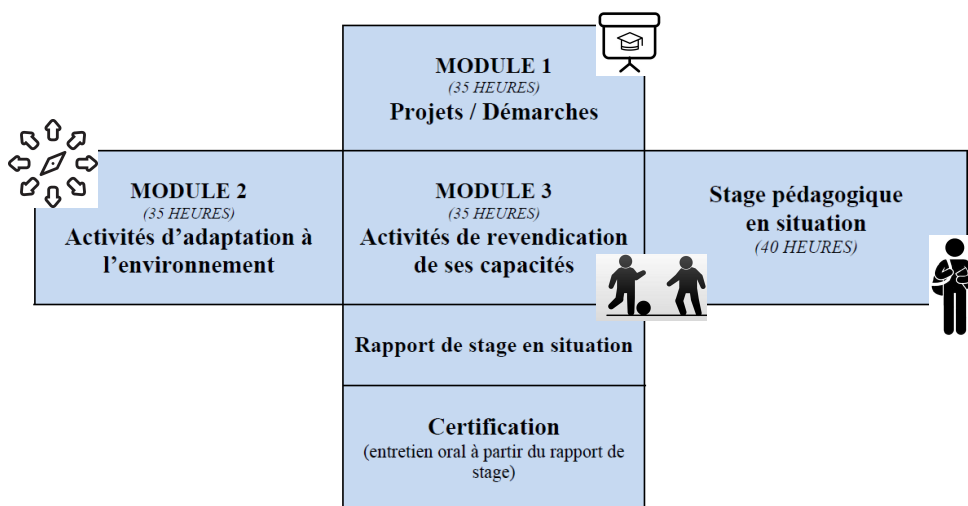 MODULE 1
(35 HEURES)
Projets / Démarches
MODULE 2
(35 HEURES)
Activités d’adaptation à
l’environnement
MODULE 3
(35 HEURES)
Activités de revendication
de ses capacités
Stage pédagogique
en situation
(40 HEURES)
Rapport de stage en situation
Certification
(entretien oral à partir du rapport de
stage)